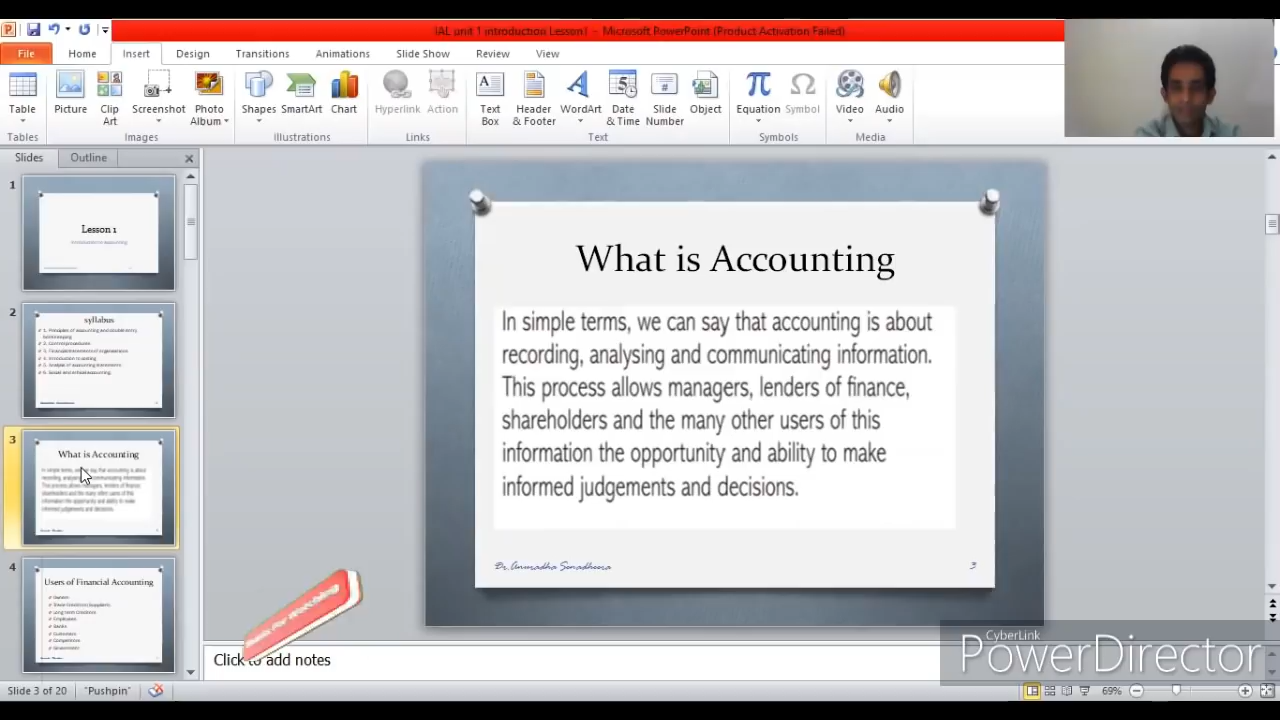 IAL unit 1 introduction Lesson1 - Microsoft PowerPoint (Product Activation Failed)
File Home Insert Design Transitions Animations Slide Show Review View
Table Picture Clip Art Screenshot Photo Album Shapes SmartArt Chart Hyperlink Action Text Box Header & Footer WordArt Date & Time Slide Number Object Equation Symbol Video Audio
Tables Images Illustrations Links Text Symbols Media
Slides Outline
1
Lesson 1
2
syllabus
3
What is Accounting
4
Users of Financial Accounting
What is Accounting
In simple terms, we can say that accounting is about
recording, analysing and communicating information.
This process allows managers, lenders of finance,
shareholders and the many other users of this
information the opportunity and ability to make
informed judgements and decisions.
3
Click to add notes
CyberLink
PowerDirector
Slide 3 of 20 "Pushpin" 69%